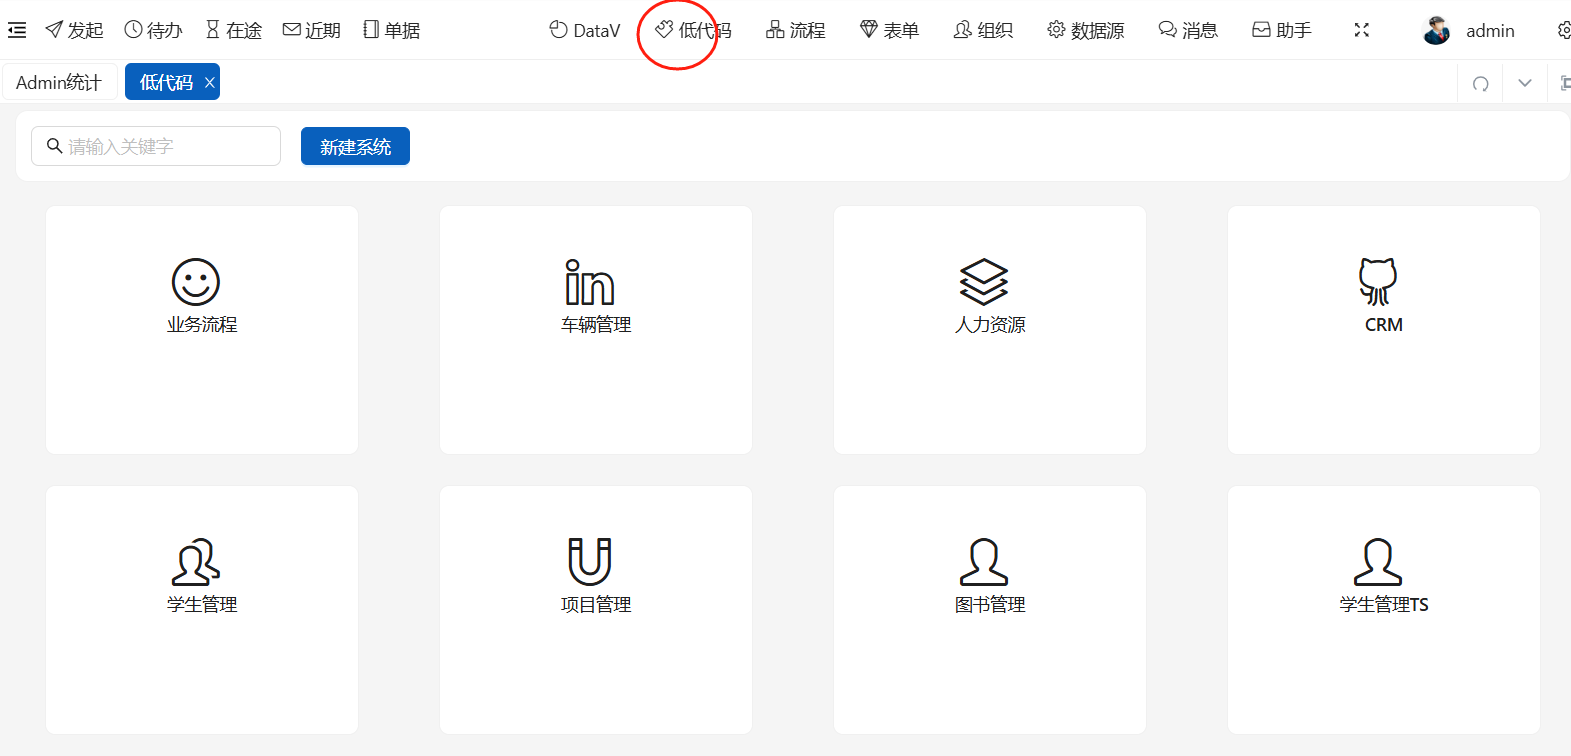 发起 待办 在途 近期 单据 DataV 低代码 流程 表单 组织 数据源 消息 助手 admin
Admin统计 低代码
请输入关键字 新建系统
业务流程 车辆管理 人力资源 CRM
学生管理 项目管理 图书管理 学生管理TS